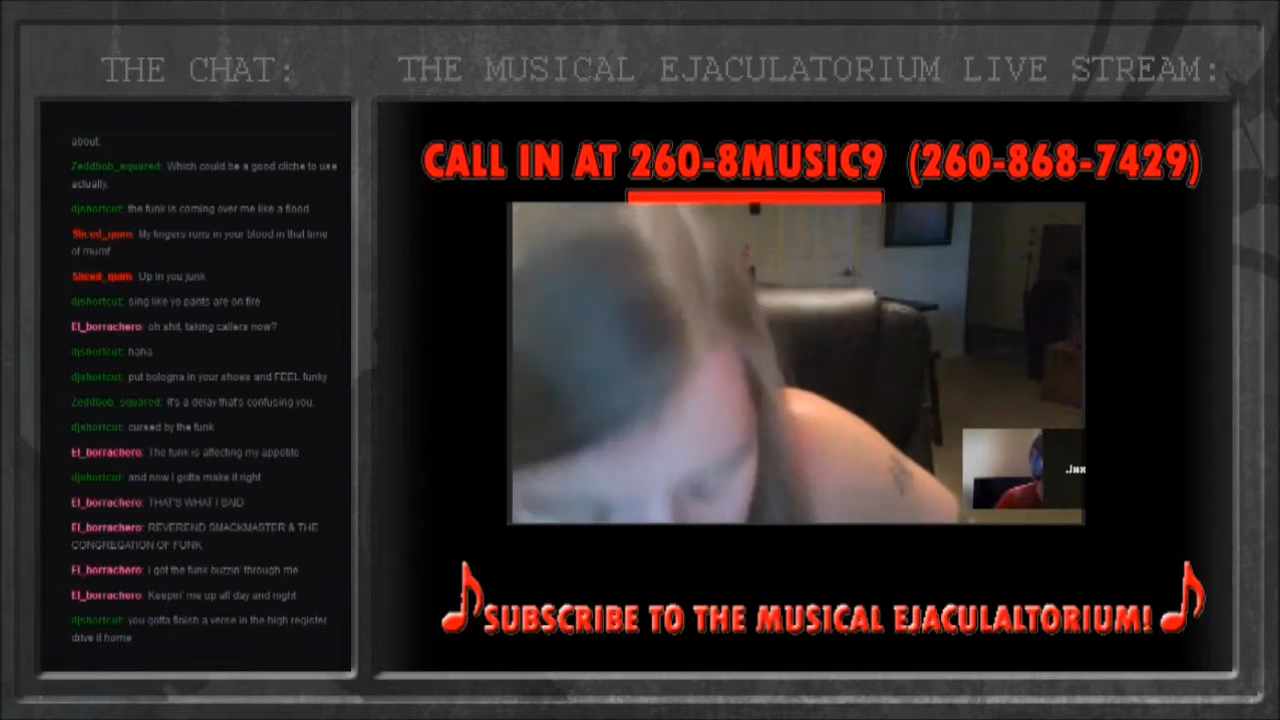 THE CHAT:
THE MUSICAL EJACULATORIUM LIVE STREAM:
about.
Zeddbob_squared: Which could be a good cliche to use
actually.
djshortcut: the funk is coming over me like a flood
Sliced_quim: My fingers runs in your blood in that time
of mumf
Sliced_quim: Up in you junk
djshortcut: sing like yo pants are on fire
El_borrachero: oh shit, taking callers now?
djshortcut: haha
djshortcut: put bologna in your shoes and FEEL funky
Zeddbob_squared: It's a delay that's confusing you.
djshortcut: cursed by the funk
El_borrachero: The funk is affecting my appetite
djshortcut: and now I gotta make it right
El_borrachero: THAT'S WHAT I SAID
El_borrachero: REVEREND SMACKMASTER & THE
CONGREGATION OF FUNK
El_borrachero: I got the funk buzzin' through me
El_borrachero: Keepin' me up all day and night
djshortcut: you gotta finish a verse in the high register
drive it home
CALL IN AT 260-8MUSIC9 (260-868-7429)
SUBSCRIBE TO THE MUSICAL EJACULALTORIUM!